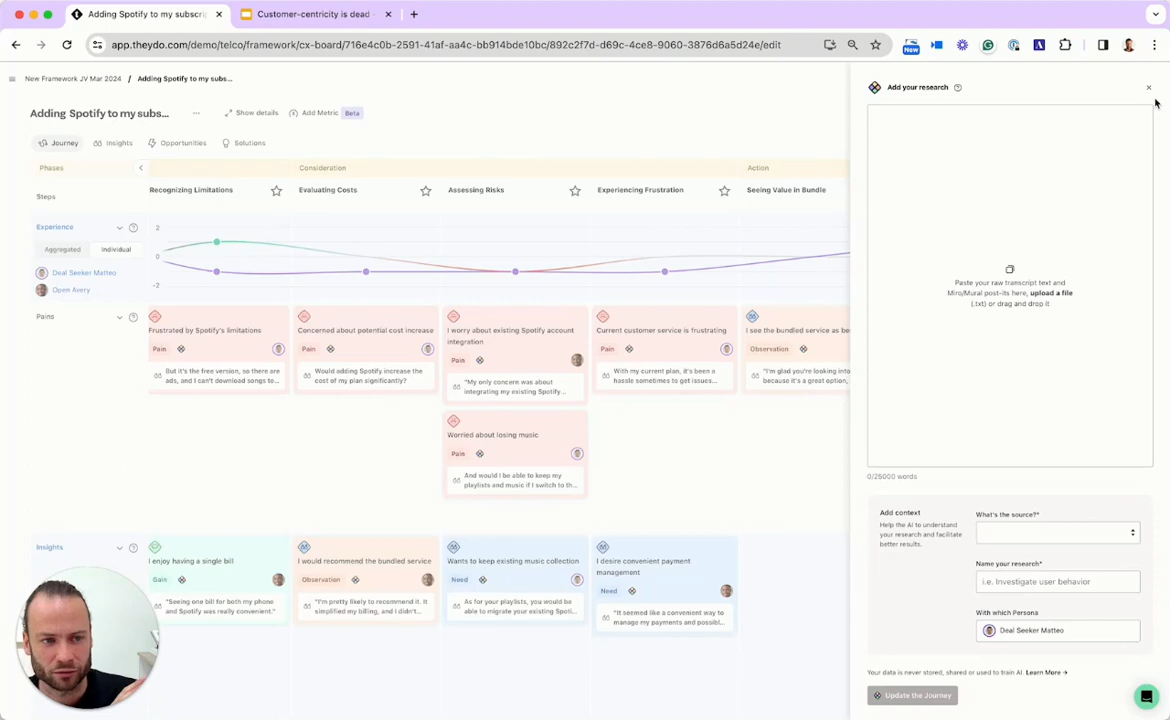 Adding Spotify to my subscri
Customer-centricity is dead
app.theydo.com/demo/telco/framework/cx-board/716e4c0b-2591-41af-aa4c-bb914bde10bc/892c2f7d-d69c-4ce8-9060-3876d6a5d24e/edit
New
New Framework JV Mar 2024 / Adding Spotify to my subs...
Adding Spotify to my subs...
Show details
Add Metric
Beta
Journey
Insights
Opportunities
Solutions
Phases
Consideration
Action
Steps
Recognizing Limitations
Evaluating Costs
Assessing Risks
Experiencing Frustration
Seeing Value in Bundle
Experience
Aggregated
Individual
Deal Seeker Matteo
Open Avery
2
0
-2
Pains
Frustrated by Spotify's limitations
Pain
But it's the free version, so there are
ads, and I can't download songs to...
Concerned about potential cost increase
Pain
Would adding Spotify increase the
cost of my plan significantly?
I worry about existing Spotify account
integration
Pain
"My only concern was about
integrating my existing Spotify...
Current customer service is frustrating
Pain
With my current plan, it's been a
hassle sometimes to get issues...
I see the bundled service as be
Observation
"I'm glad you're looking into
because it's a great option,
Worried about losing music
Pain
And would I be able to keep my
playlists and music if I switch to th...
Insights
I enjoy having a single bill
Gain
"Seeing one bill for both my phone
and Spotify was really convenient."
I would recommend the bundled service
Observation
"I'm pretty likely to recommend it. It
simplified my billing, and I didn't...
Wants to keep existing music collection
Need
As for your playlists, you would be
able to migrate your existing Spoti...
I desire convenient payment
management
Need
"It seemed like a convenient way to
manage my payments and possibl...
Add your research
Paste your raw transcript text and
Miro/Mural post-its here, upload a file
(.txt) or drag and drop it
0/25000 words
Add context
Help the AI to understand
your research and facilitate
better results.
What's the source?*
Name your research*
i.e. Investigate user behavior
With which Persona
Deal Seeker Matteo
Your data is never stored, shared or used to train AI. Learn More →
Update the Journey